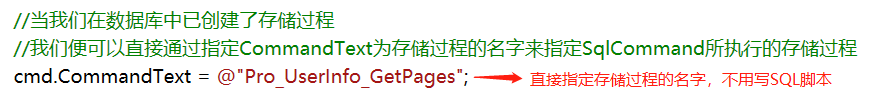 //当我们在数据库中已创建了存储过程
//我们便可以直接通过指定CommandText为存储过程的名字来指定SqlCommand所执行的存储过程
cmd.CommandText = @"Pro_UserInfo_GetPages"; 直接指定存储过程的名字，不用写SQL脚本